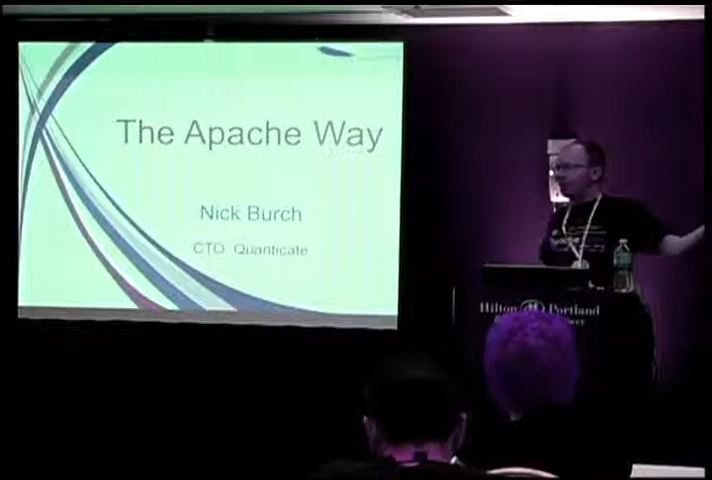 The Apache Way
Nick Burch
CTO Quanticate
Hilton Portland